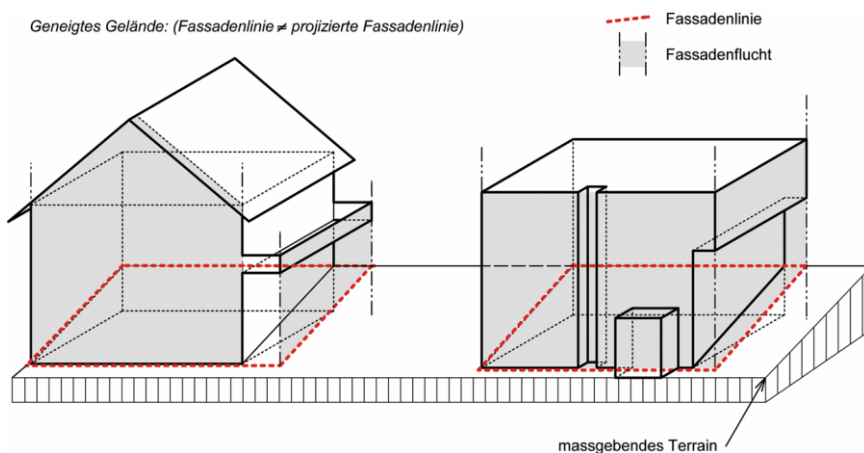 Geneigtes Gelände: (Fassadenlinie ≠ projizierte Fassadenlinie)
Fassadenlinie
Fassadenflucht
massgebendes Terrain